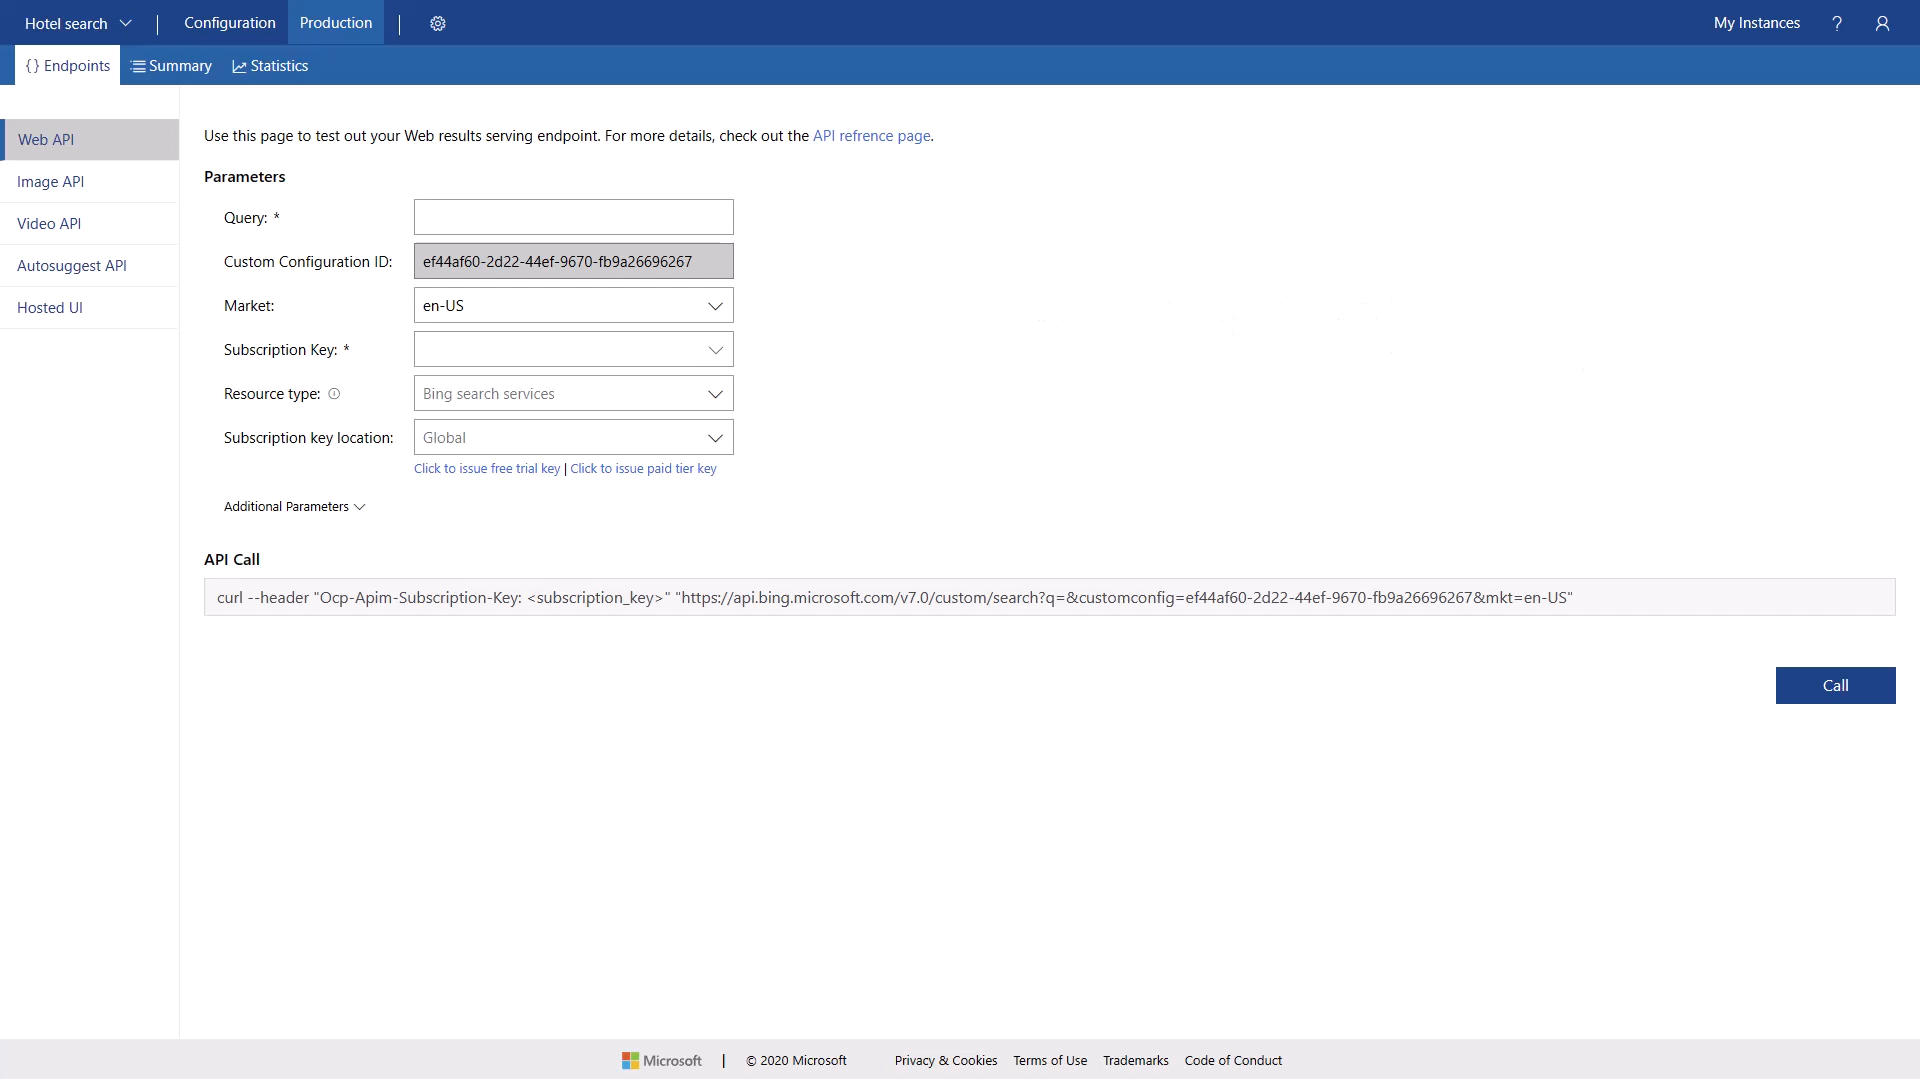 Hotel search | Configuration Production | My Instances ?
{} Endpoints Summary Statistics
Web API
Image API
Video API
Autosuggest API
Hosted UI
Use this page to test out your Web results serving endpoint. For more details, check out the API refrence page.
Parameters
Query: *
Custom Configuration ID: ef44af60-2d22-44ef-9670-fb9a26696267
Market: en-US
Subscription Key: *
Resource type: Bing search services
Subscription key location: Global
Click to issue free trial key | Click to issue paid tier key
Additional Parameters
API Call
curl --header "Ocp-Apim-Subscription-Key: <subscription_key>" "https://api.bing.microsoft.com/v7.0/custom/search?q=&customconfig=ef44af60-2d22-44ef-9670-fb9a26696267&mkt=en-US"
Call
Microsoft | © 2020 Microsoft Privacy & Cookies Terms of Use Trademarks Code of Conduct